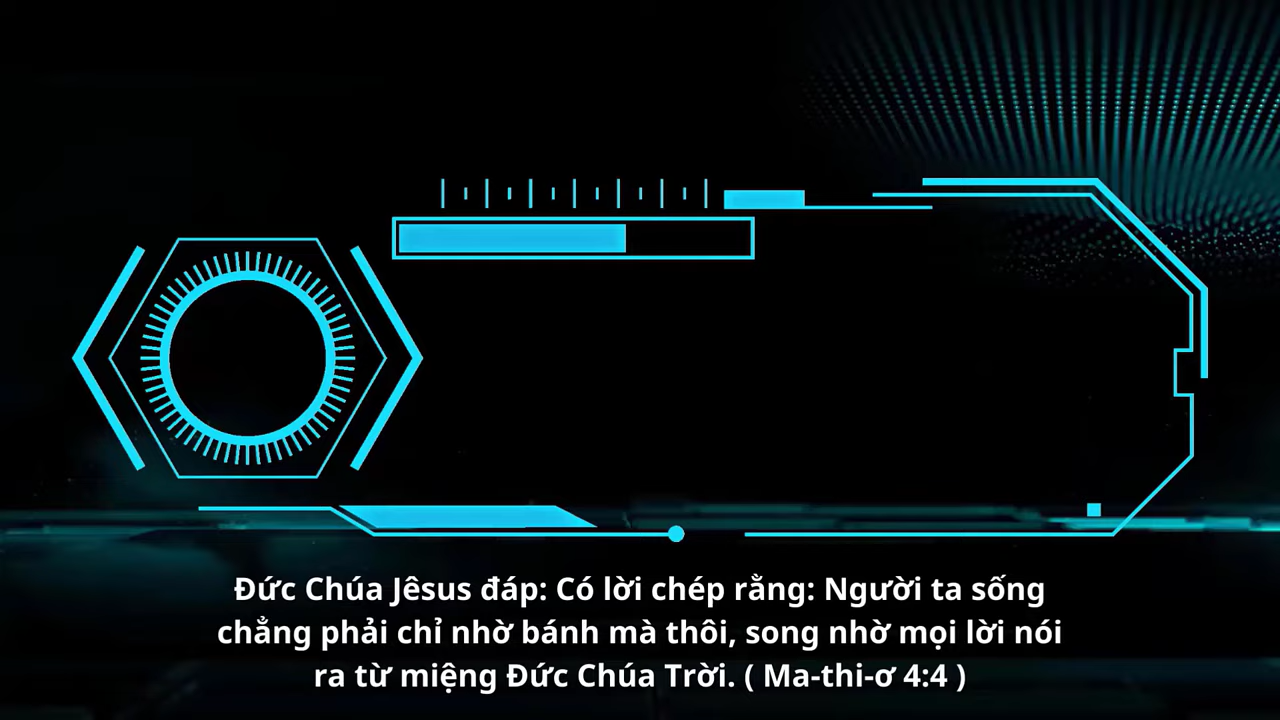 Đức Chúa Jêsus đáp: Có lời chép rằng: Người ta sống
chẳng phải chỉ nhờ bánh mà thôi, song nhờ mọi lời nói
ra từ miệng Đức Chúa Trời. ( Ma-thi-ơ 4:4 )